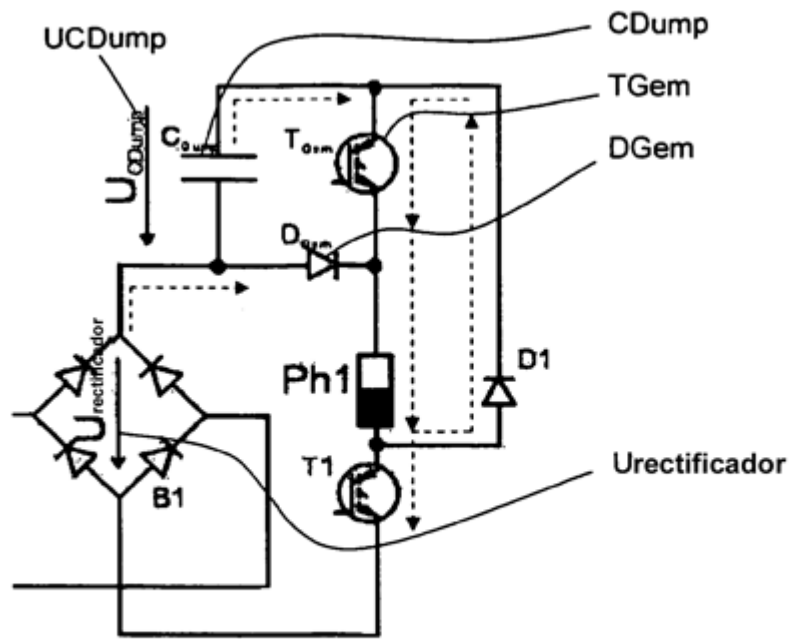 UCDump
CDump
TGem
DGem
UCDump
CDump
TGem
DGem
Urectificador
Ph1
D1
T1
B1
Urectificador